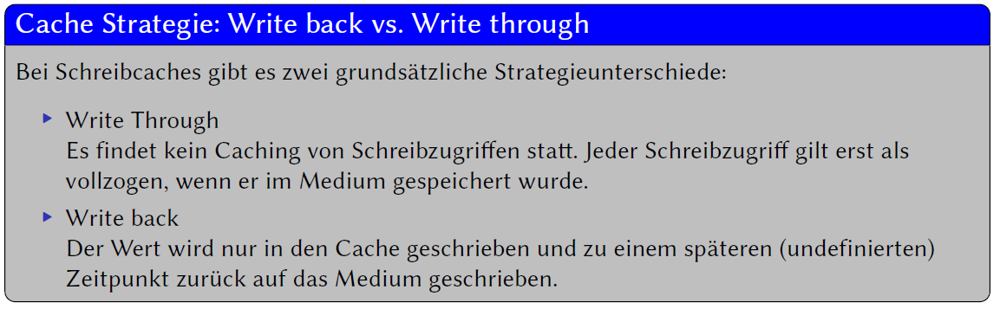 Cache Strategie: Write back vs. Write through
Bei Schreibcaches gibt es zwei grundsätzliche Strategieunterschiede:
Write Through
Es findet kein Caching von Schreibzugriffen statt. Jeder Schreibzugriff gilt erst als
vollzogen, wenn er im Medium gespeichert wurde.
Write back
Der Wert wird nur in den Cache geschrieben und zu einem späteren (undefinierten)
Zeitpunkt zurück auf das Medium geschrieben.